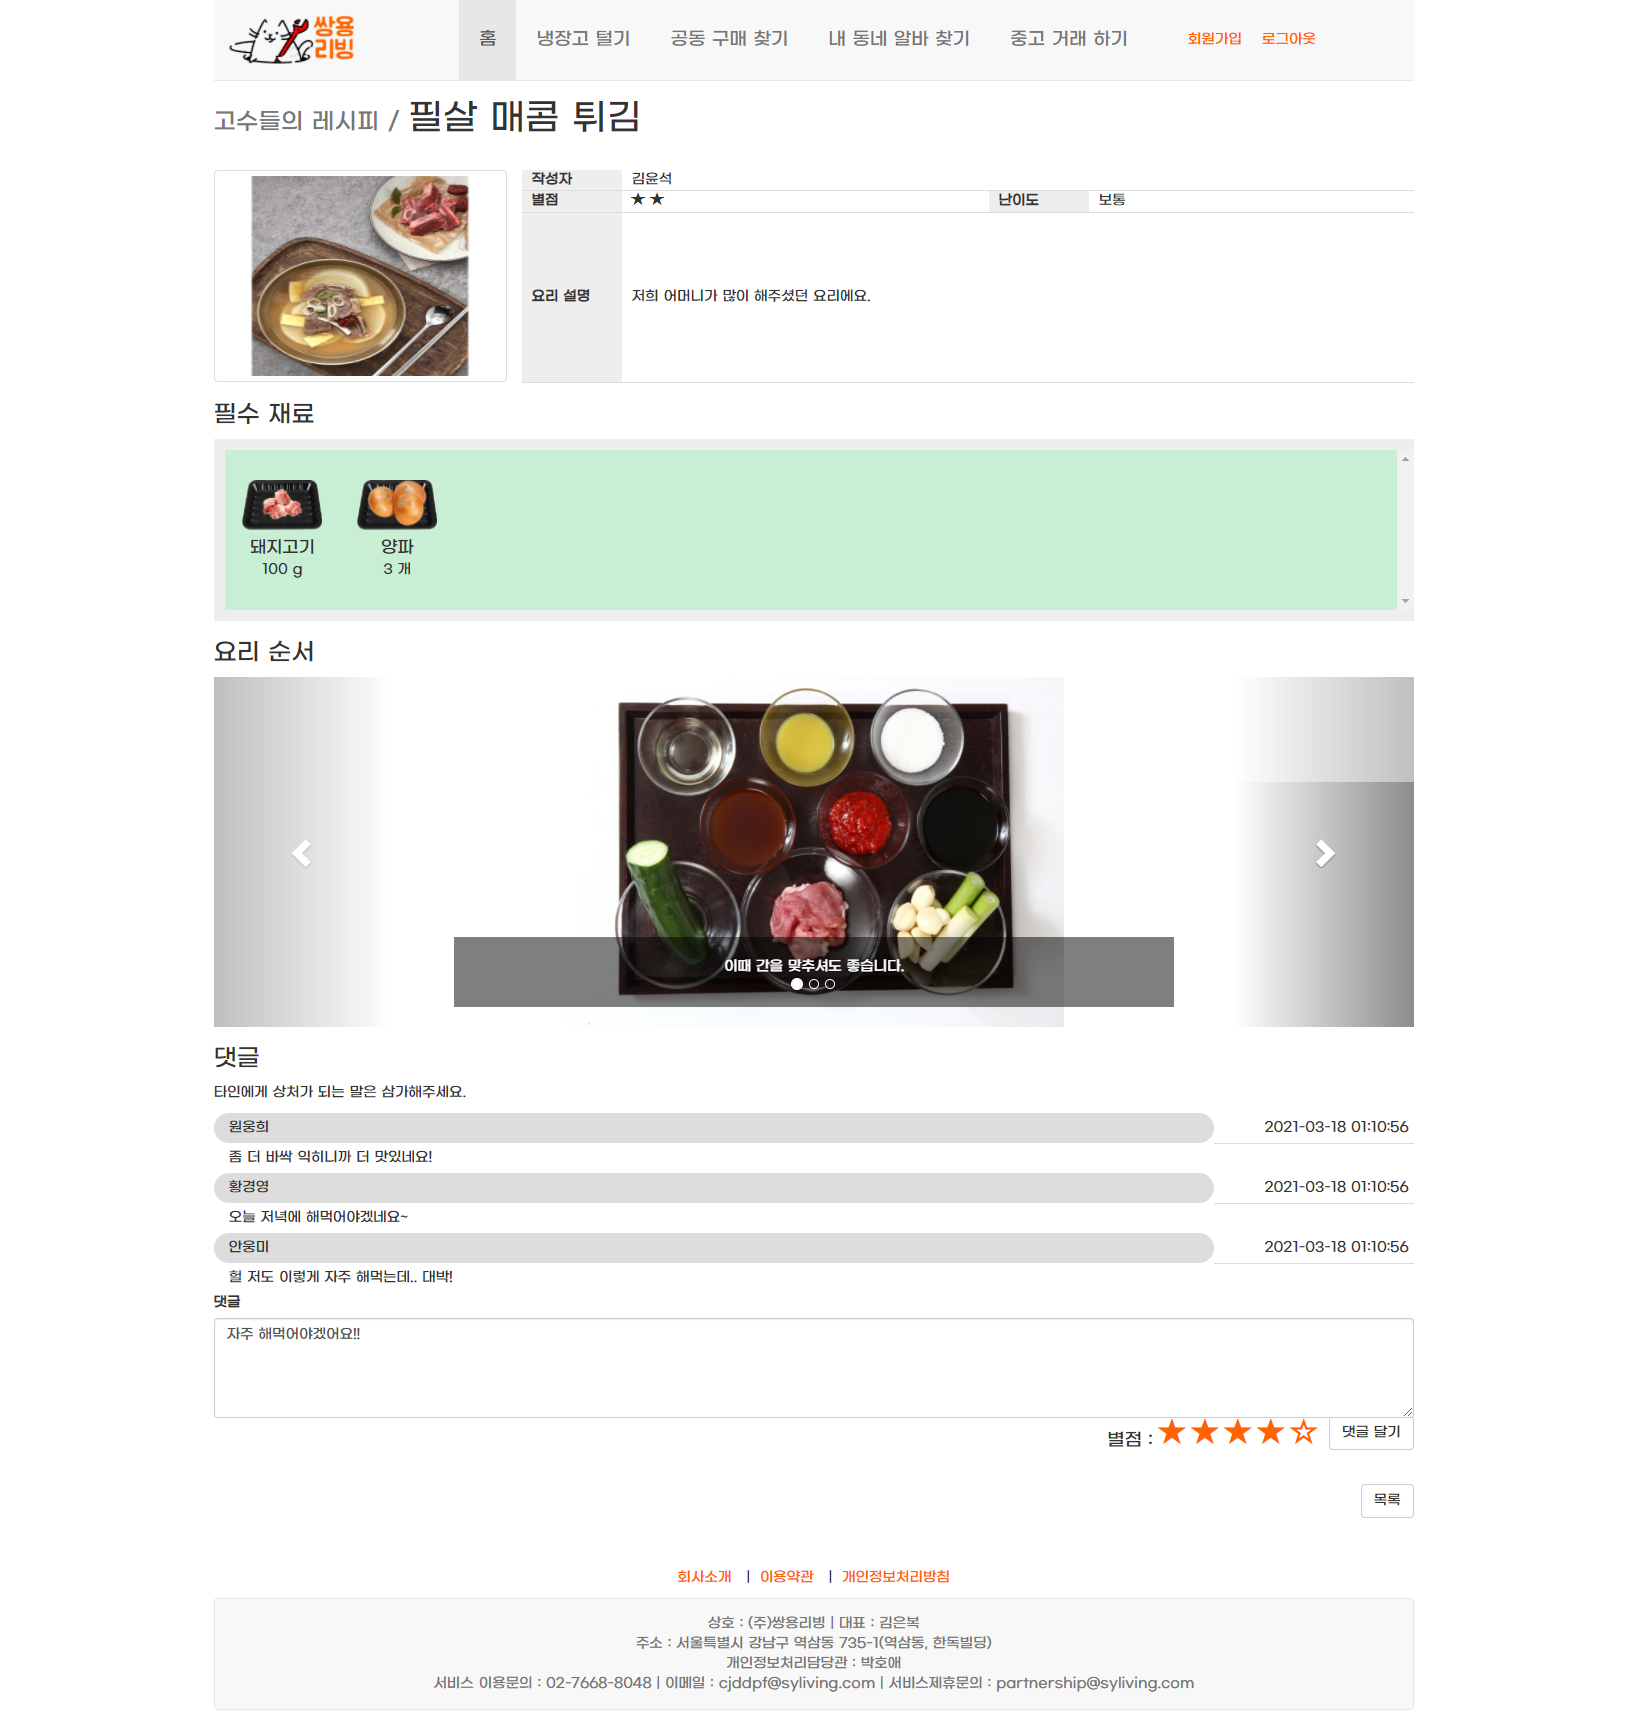 쌍용
리빙
홈 냉장고 털기 공동 구매 찾기 내 동네 알바 찾기 중고 거래 하기 회원가입 로그아웃
고수들의 레시피 / 필살 매콤 튀김
작성자 김윤석
별점 ★ ★ 난이도 보통
요리 설명 저희 어머니가 많이 해주셨던 요리에요.
필수 재료
돼지고기 양파
100 g 3 개
요리 순서
이때 간을 맞추셔도 좋습니다.
댓글
타인에게 상처가 되는 말은 삼가해주세요.
원웅희 2021-03-18 01:10:56
좀 더 바싹 익히니까 더 맛있네요!
황경영 2021-03-18 01:10:56
오늘 저녁에 해먹어야겠네요~
안웅미 2021-03-18 01:10:56
헐 저도 이렇게 자주 해먹는데.. 대박!
댓글
자주 해먹어야겠어요!!
별점 : ★★★★☆ 댓글 달기
목록
회사소개 | 이용약관 | 개인정보처리방침
상호 : (주)쌍용리빙 | 대표 : 김은복
주소 : 서울특별시 강남구 역삼동 735-1(역삼동, 한독빌딩)
개인정보처리담당관 : 박호애
서비스 이용문의 : 02-7668-8048 | 이메일 : cjddpf@syliving.com | 서비스제휴문의 : partnership@syliving.com